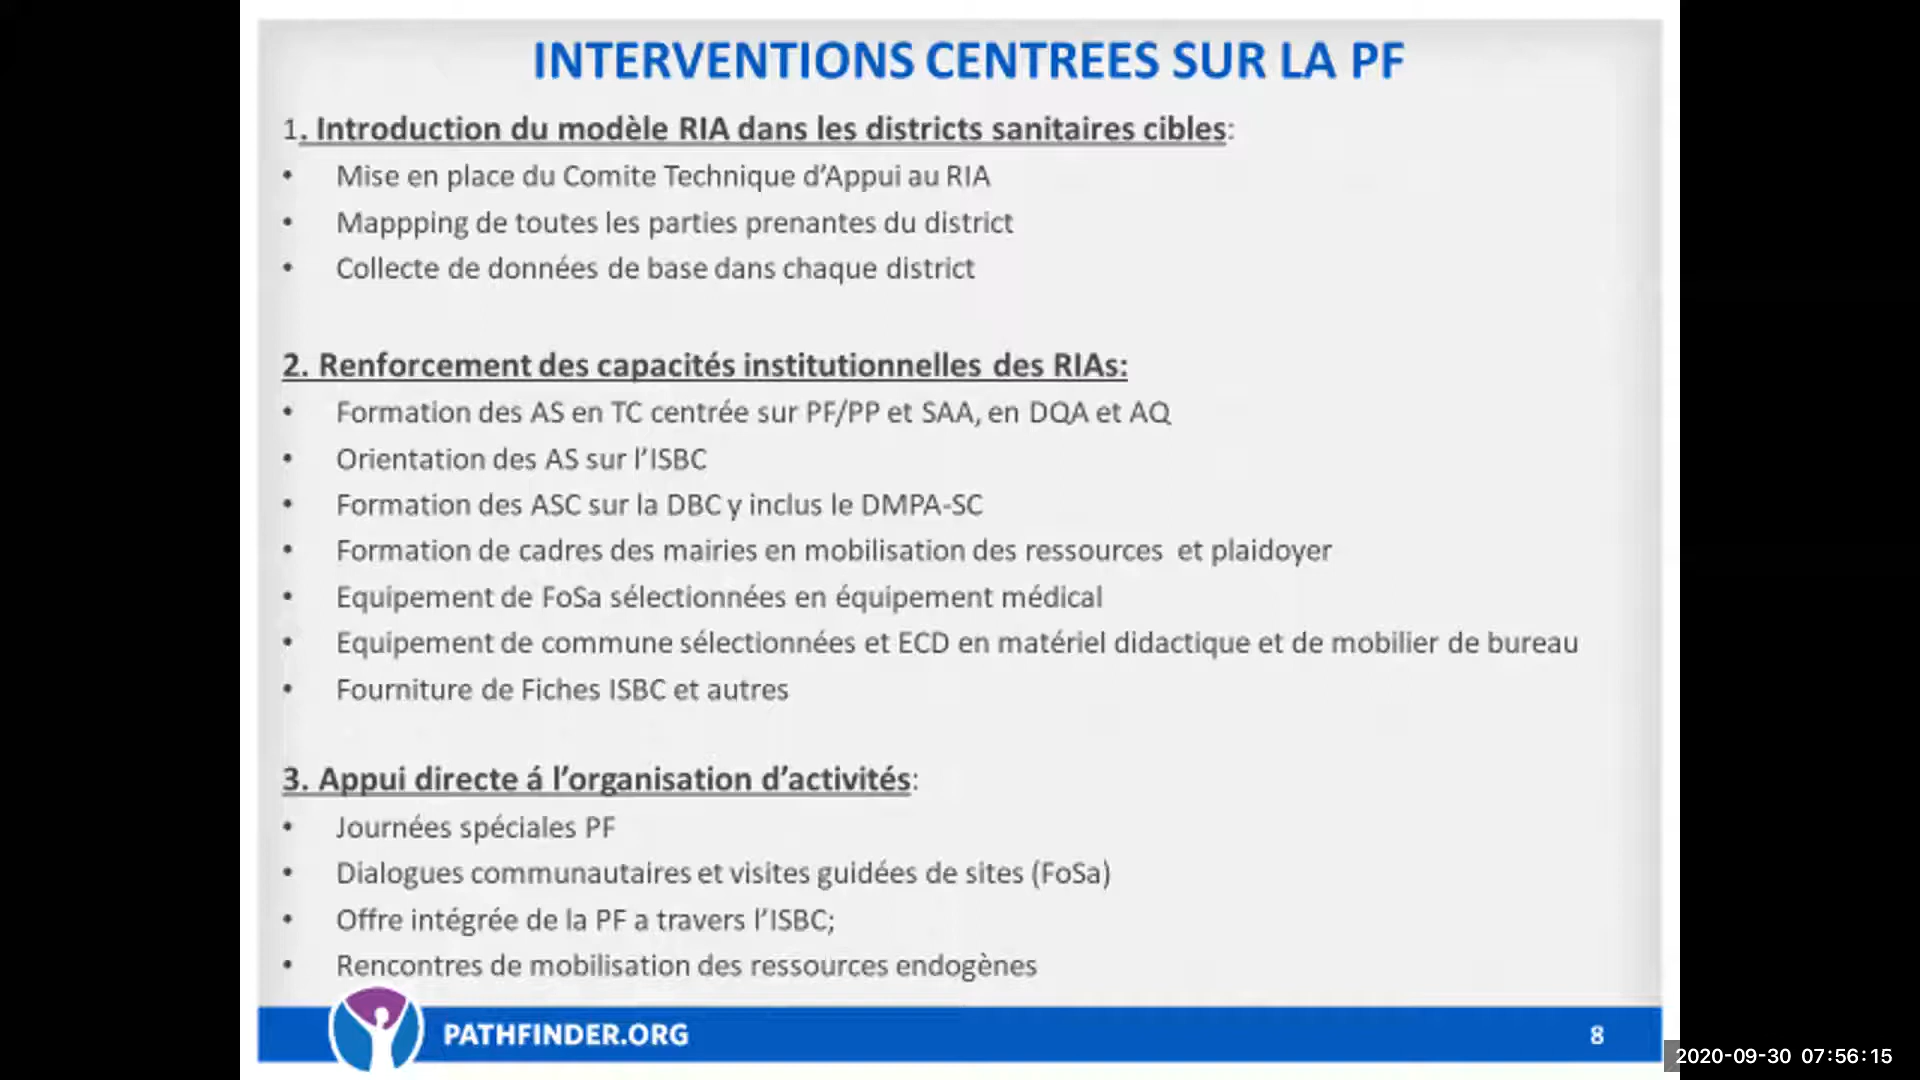 INTERVENTIONS CENTREES SUR LA PF
1. Introduction du modèle RIA dans les districts sanitaires cibles:
• Mise en place du Comite Technique d’Appui au RIA
• Mappping de toutes les parties prenantes du district
• Collecte de données de base dans chaque district
2. Renforcement des capacités institutionnelles des RIAs:
• Formation des AS en TC centrée sur PF/PP et SAA, en DQA et AQ
• Orientation des AS sur l’ISBC
• Formation des ASC sur la DBC y inclus le DMPA-SC
• Formation de cadres des mairies en mobilisation des ressources et plaidoyer
• Equipement de FoSa sélectionnées en équipement médical
• Equipement de commune sélectionnées et ECD en matériel didactique et de mobilier de bureau
• Fourniture de Fiches ISBC et autres
3. Appui directe á l’organisation d’activités:
• Journées spéciales PF
• Dialogues communautaires et visites guidées de sites (FoSa)
• Offre intégrée de la PF a travers l’ISBC;
• Rencontres de mobilisation des ressources endogènes
PATHFINDER.ORG
8
2020-09-30 07:56:15